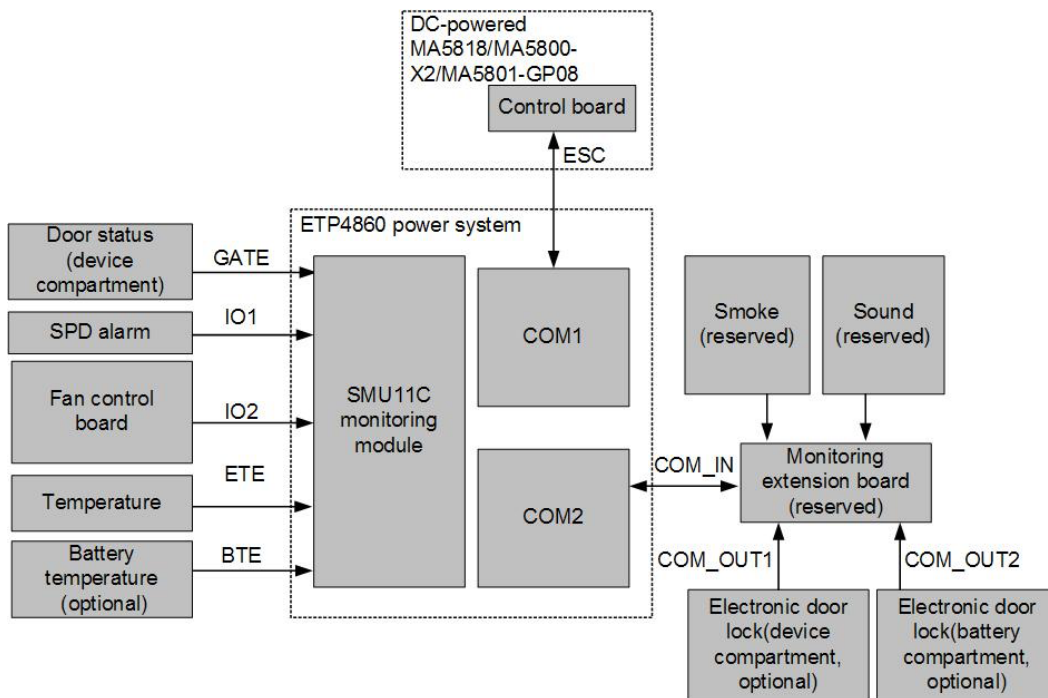 DC-powered
MA5818/MA5800-
X2/MA5801-GP08
Control board
ESC
ETP4860 power system
Door status
(device
compartment)
GATE
SPD alarm
IO1
Fan control
board
IO2
Temperature
ETE
Battery
temperature
(optional)
BTE
SMU11C
monitoring
module
COM1
COM2
Smoke
(reserved)
Sound
(reserved)
COM_IN
Monitoring
extension board
(reserved)
COM_OUT1
COM_OUT2
Electronic door
lock(device
compartment,
optional)
Electronic door
lock(battery
compartment,
optional)